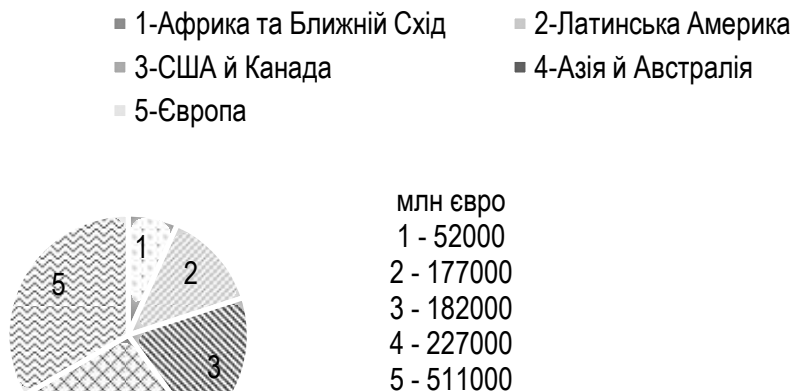 1-Африка та Ближній Схід 2-Латинська Америка
3-США й Канада 4-Азія й Австралія
5-Європа
млн євро
1 - 52000
2 - 177000
3 - 182000
4 - 227000
5 - 511000
1
2
5
3